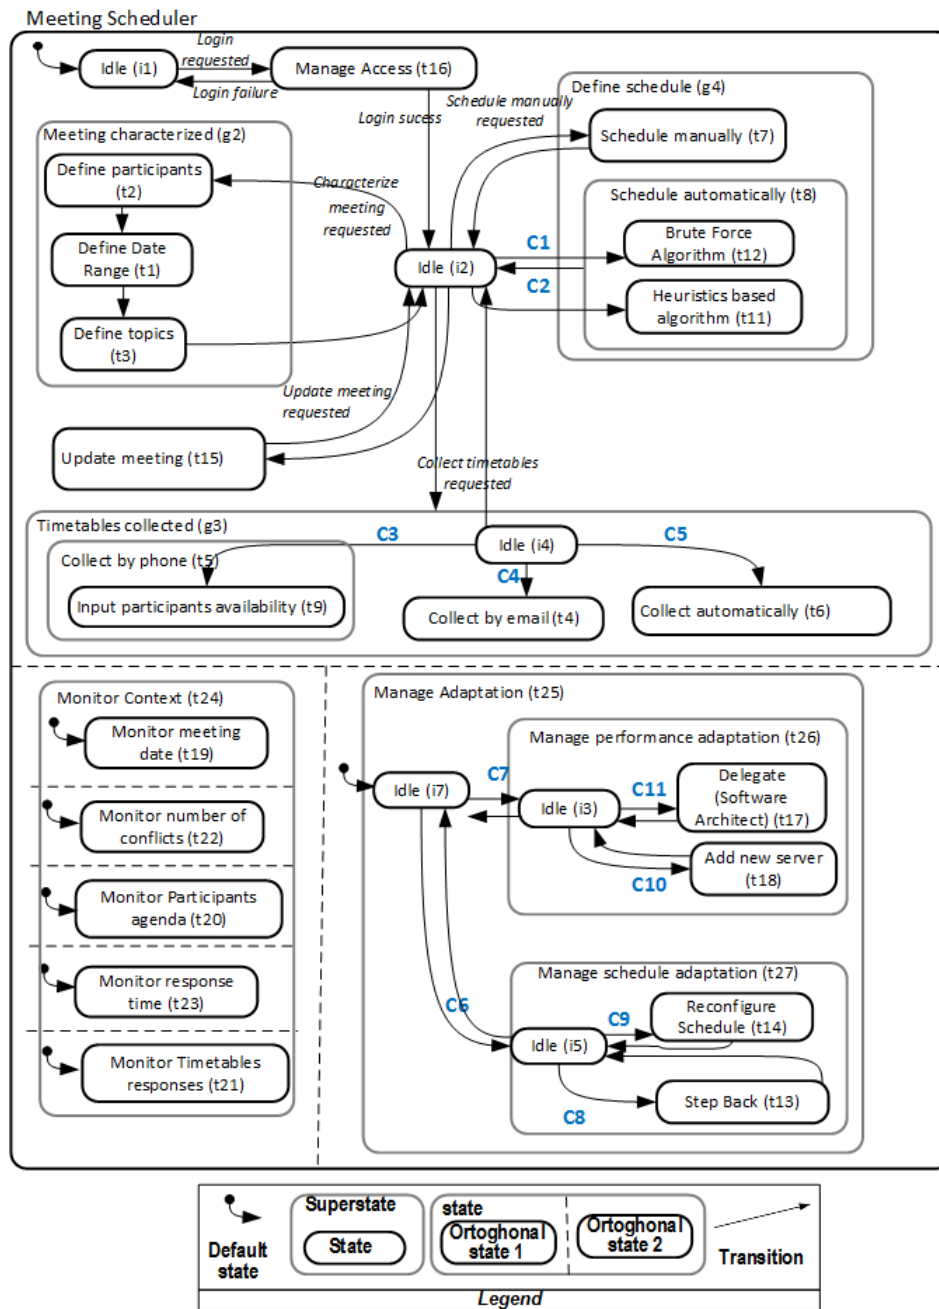 Meeting Scheduler
Login
requested
Idle (i1)
Manage Access (t16)
Login failure
Login sucess
Schedule manually
requested
Define schedule (g4)
Schedule manually (t7)
Meeting characterized (g2)
Define participants
(t2)
Characterize
meeting
requested
Schedule automatically (t8)
Define Date
Range (t1)
Idle (i2)
C1
Brute Force
Algorithm (t12)
C2
Heuristics based
algorithm (t11)
Define topics
(t3)
Update meeting
requested
Update meeting (t15)
Collect timetables
requested
Timetables collected (g3)
C3
Idle (i4)
C5
Collect by phone (t5)
C4
Input participants availability (t9)
Collect by email (t4)
Collect automatically (t6)
Monitor Context (t24)
Monitor meeting
date (t19)
Monitor number of
conflicts (t22)
Monitor Participants
agenda (t20)
Monitor response
time (t23)
Monitor Timetables
responses (t21)
Manage Adaptation (t25)
Manage performance adaptation (t26)
Idle (i7)
C7
Idle (i3)
C11
Delegate
(Software
Architect) (t17)
C10
Add new server
(t18)
Manage schedule adaptation (t27)
C6
Idle (i5)
C9
Reconfigure
Schedule (t14)
C8
Step Back (t13)
Default
state
Superstate
State
state
Ortoghonal
state 1
Ortoghonal
state 2
Transition
Legend